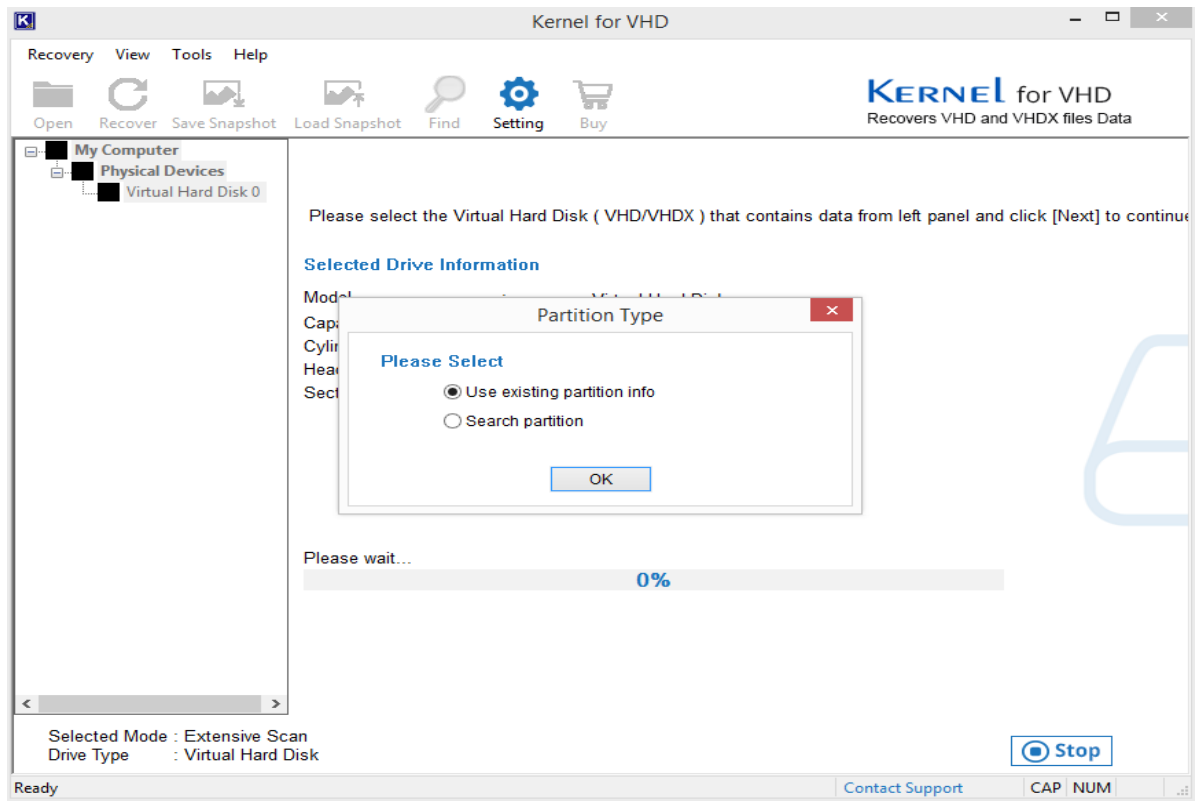 Kernel for VHD
Recovery View Tools Help
Open Recover Save Snapshot Load Snapshot Find Setting Buy
KERNEL for VHD
Recovers VHD and VHDX files Data
My Computer
Physical Devices
Virtual Hard Disk 0
Please select the Virtual Hard Disk ( VHD/VHDX ) that contains data from left panel and click [Next] to continue
Selected Drive Information
Partition Type
Please Select
Use existing partition info
Search partition
OK
Please wait...
0%
Selected Mode : Extensive Scan
Drive Type : Virtual Hard Disk
Stop
Ready Contact Support CAP NUM